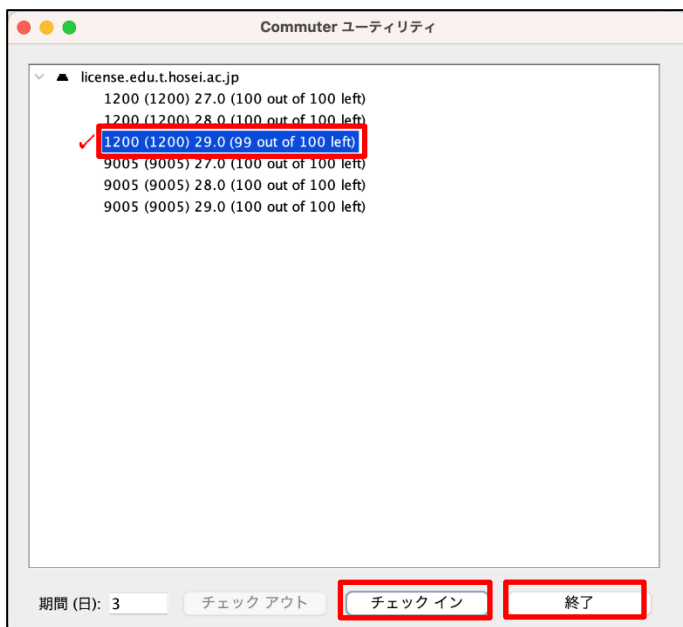 Commuter ユーティリティ
license.edu.t.hosei.ac.jp
1200 (1200) 27.0 (100 out of 100 left)
1200 (1200) 28.0 (100 out of 100 left)
1200 (1200) 29.0 (99 out of 100 left)
9005 (9005) 27.0 (100 out of 100 left)
9005 (9005) 28.0 (100 out of 100 left)
9005 (9005) 29.0 (100 out of 100 left)
期間 (日): 3 チェック アウト チェック イン 終了